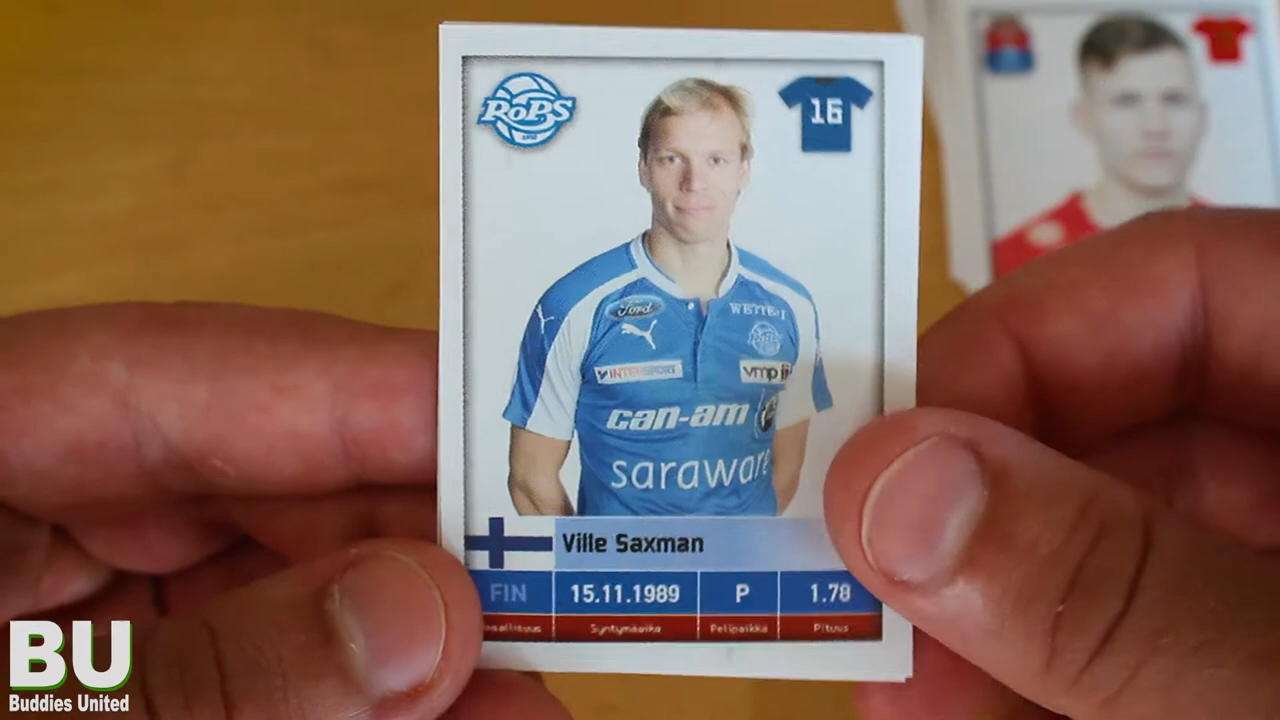 RoPS
16
Ford
WETTERI
INTERSPORT
vmp
can-am
saraware
Ville Saxman
FIN
15.11.1989
P
1.78
Syntymäaika
Pelipaikka
Pituus
BU
Buddies United